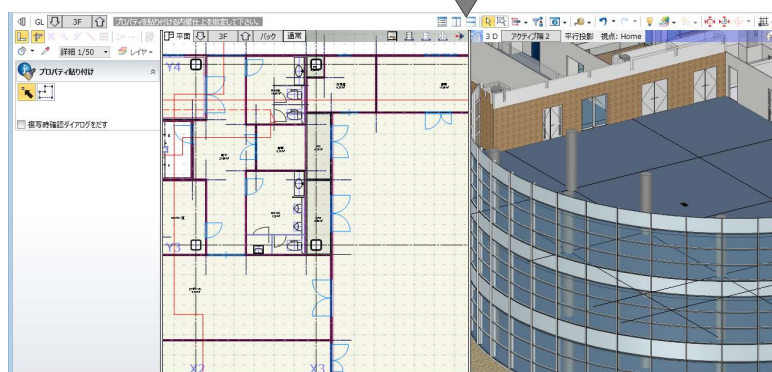 GL 3F プロパティを貼り付ける内壁仕上を指定して下さい。
詳細 1/50 レイヤー
プロパティ貼り付け
複写時確認ダイアログをだす
平面 3F バック 通常
Y4
Y3
X2 X3
3D アクティブ階 2 平行投影 視点: Home